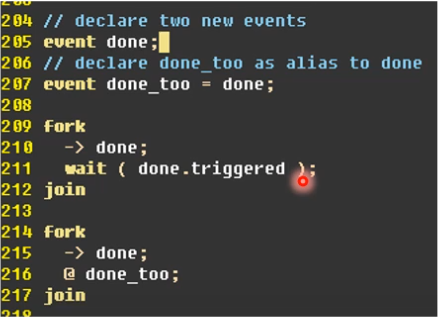 204 // declare two new events
205 event done;
206 // declare done_too as alias to done
207 event done_too = done;
208
209 fork
210 -> done;
211 wait ( done.triggered );
212 join
213
214 fork
215 -> done;
216 @ done_too;
217 join